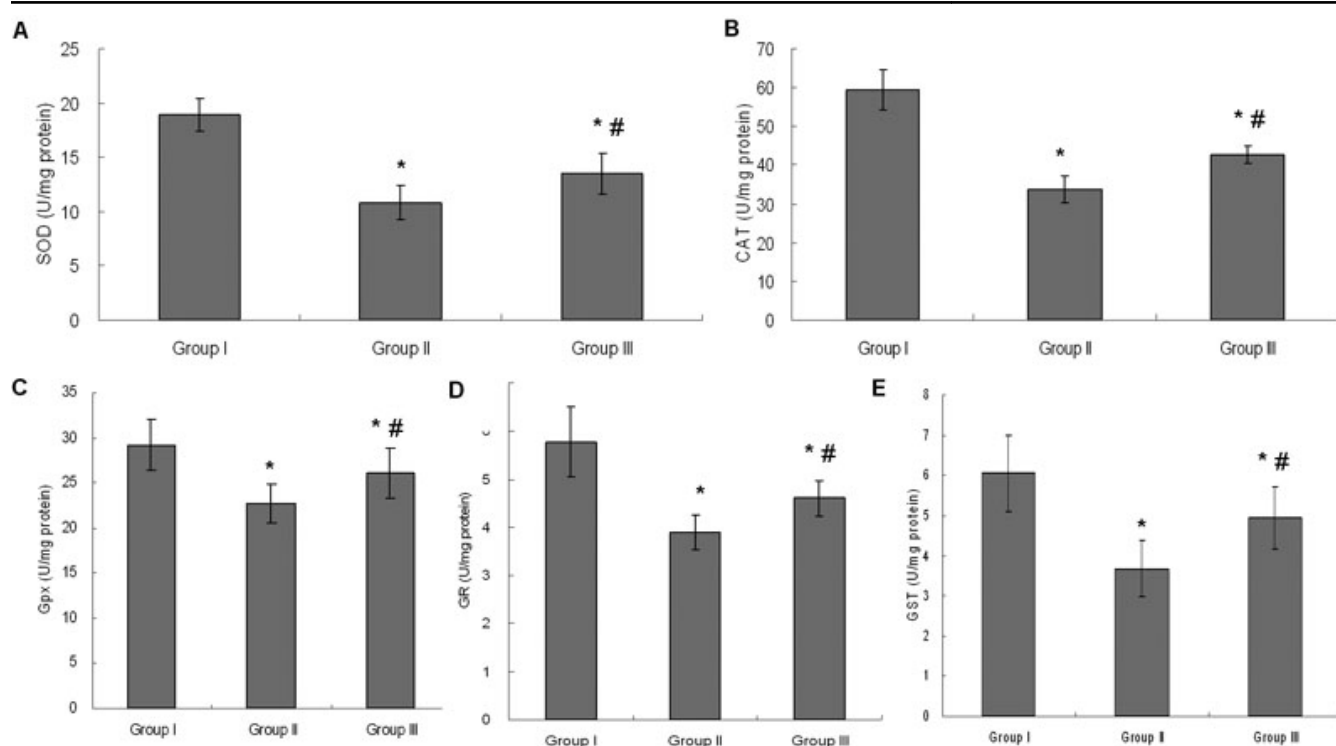 A
SOD (U/mg protein)
25
20
15
10
5
0
*
* #
Group I
Group II
Group III
B
CAT (U/mg protein)
70
60
50
40
30
20
10
0
*
* #
Group I
Group II
Group III
C
Gpx (U/mg protein)
35
30
25
20
15
10
5
0
*
* #
Group I
Group II
Group III
D
GR (U/mg protein)
5
4
3
2
1
0
*
* #
Group I
Group II
Group III
E
GST (U/mg protein)
8
7
6
5
4
3
2
1
0
*
* #
Group I
Group II
Group III